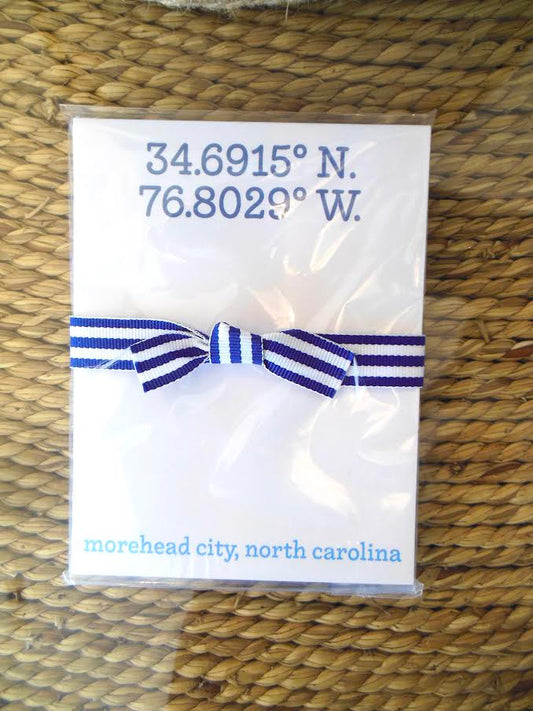 34.6915° N.
76.8029° W.
morehead city, north carolina